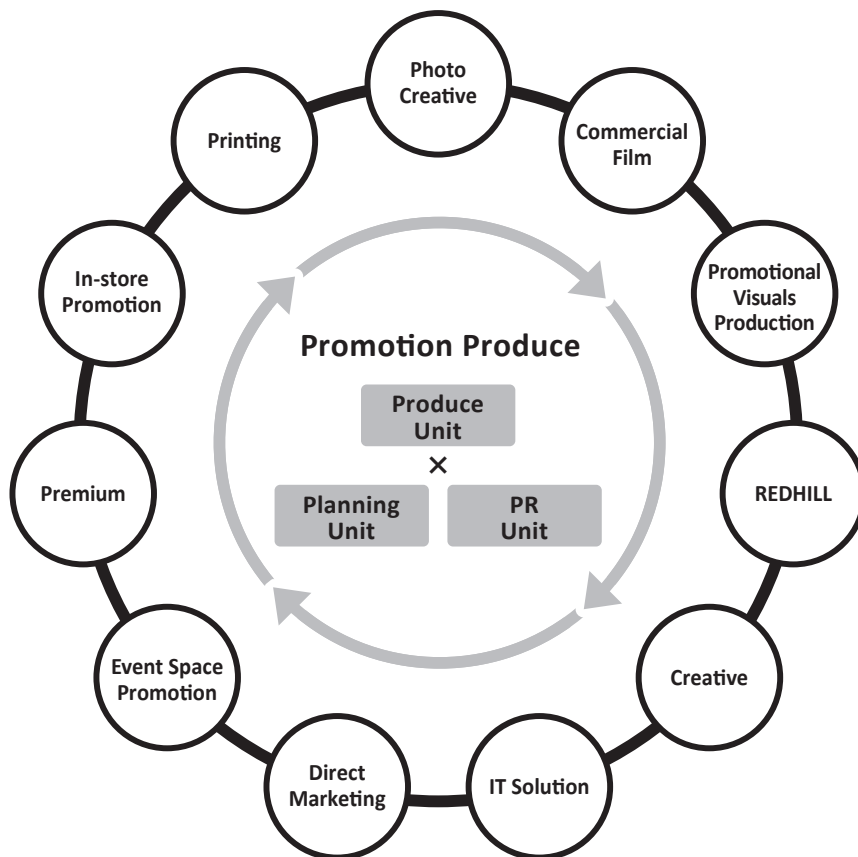 Photo
Creative
Commercial
Film
Promotional
Visuals
Production
REDHILL
Creative
IT Solution
Direct
Marketing
Event Space
Promotion
Premium
In-store
Promotion
Printing
Promotion Produce
Produce
Unit
×
Planning
Unit
PR
Unit